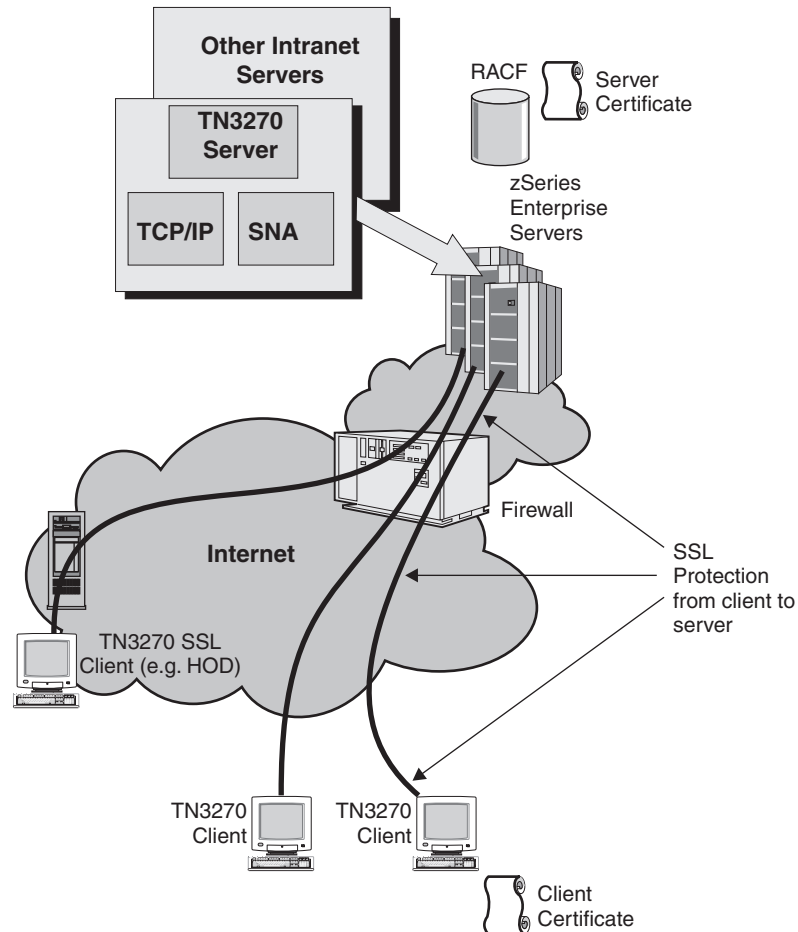 Other Intranet
Servers
TN3270
Server
TCP/IP
SNA
RACF
Server
Certificate
zSeries
Enterprise
Servers
Firewall
Internet
SSL
Protection
from client to
server
TN3270 SSL
Client (e.g. HOD)
TN3270
Client
TN3270
Client
Client
Certificate